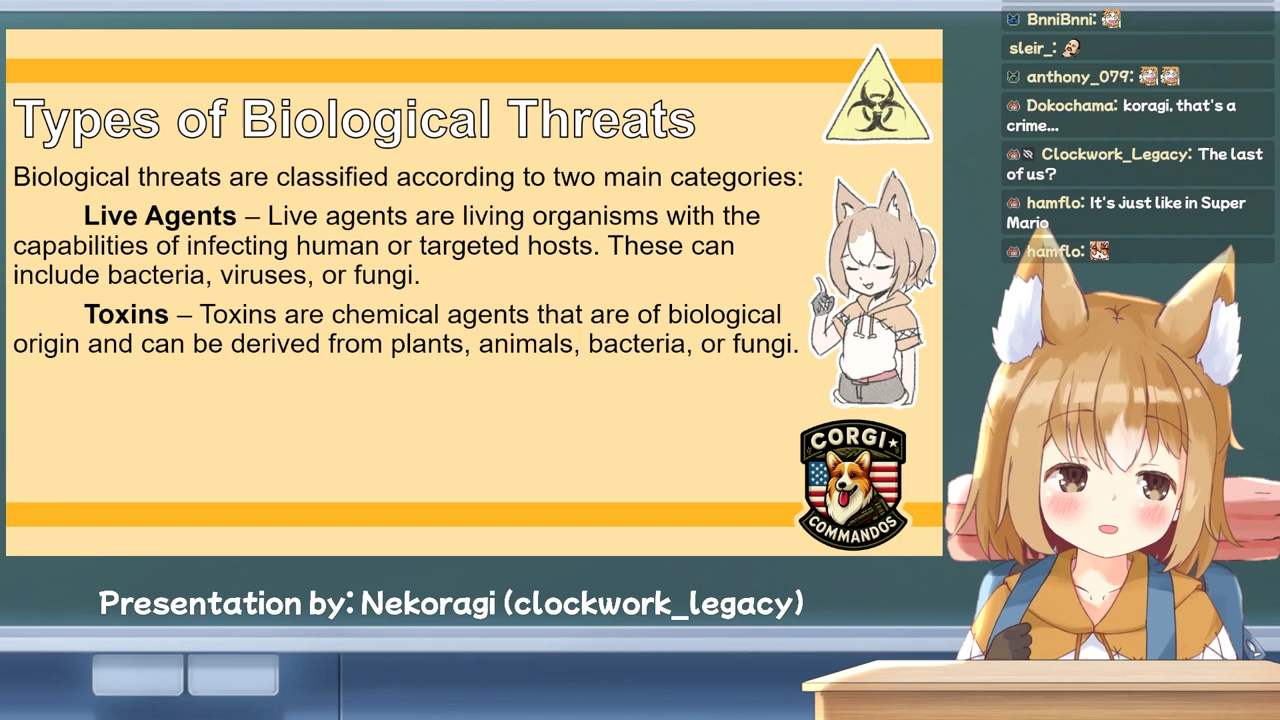 Types of Biological Threats
Biological threats are classified according to two main categories:
Live Agents – Live agents are living organisms with the
capabilities of infecting human or targeted hosts. These can
include bacteria, viruses, or fungi.
Toxins – Toxins are chemical agents that are of biological
origin and can be derived from plants, animals, bacteria, or fungi.
CORGI
COMMANDOS
Presentation by: Nekoragi (clockwork_legacy)
BnniBnni:
sleir_:
anthony_079:
Dokochama: koragi, that's a
crime...
Clockwork_Legacy: The last
of us?
hamflo: It's just like in Super
Mario
hamflo: